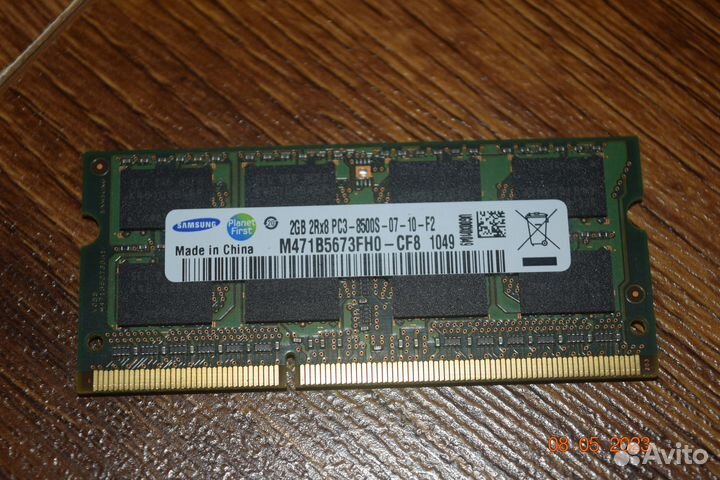 SAMSUNG
Planet
First
2GB 2Rx8 PC3-8500S-07-10-F2
M471B5673FH0-CF8 1049
Made in China
08.05.2023
Avito